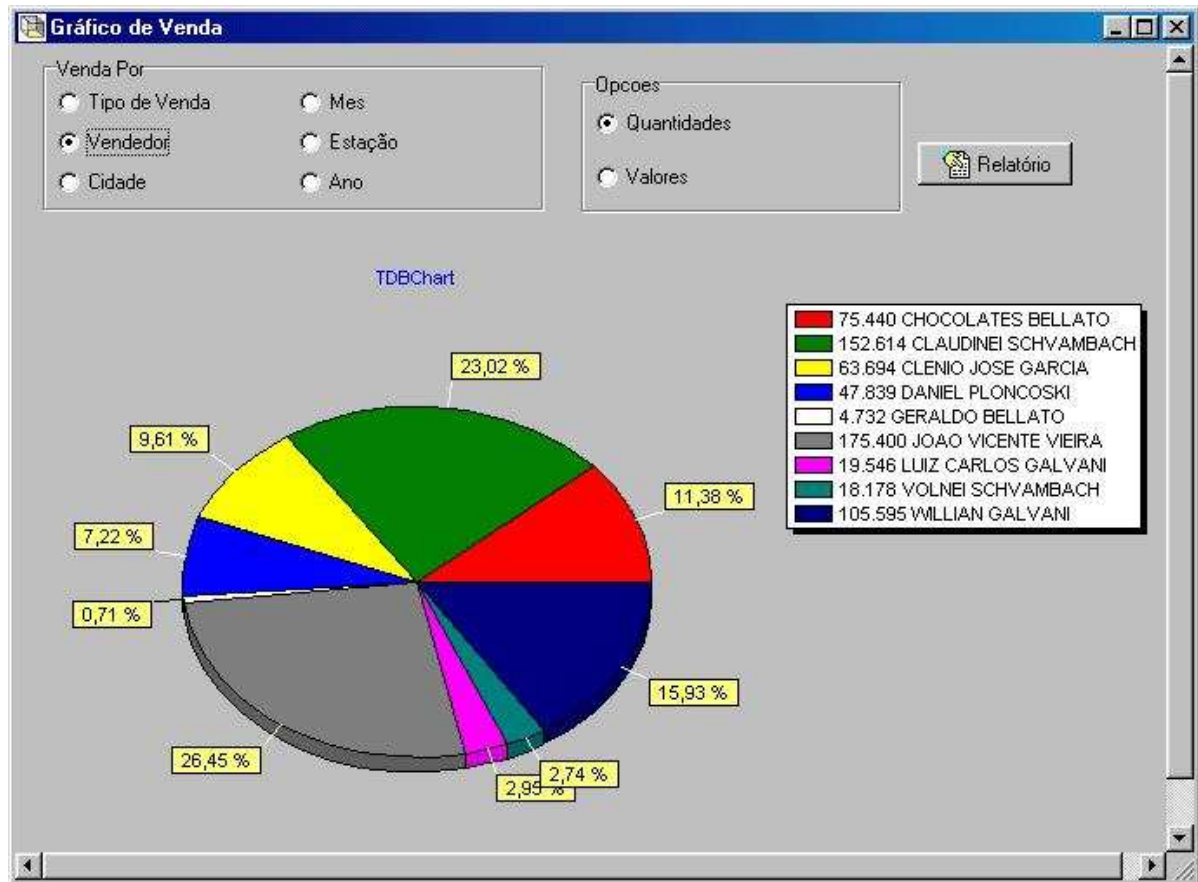 Gráfico de Venda
Venda Por
Tipo de Venda
Mes
Vendedor
Estação
Cidade
Ano
Opcoes
Quantidades
Valores
Relatório
TDBChart
75.440 CHOCOLATES BELLATO
152.614 CLAUDINEI SCHVAMBACH
63.694 CLENIO JOSE GARCIA
47.839 DANIEL PLONCOSKI
4.732 GERALDO BELLATO
175.400 JOAO VICENTE VIEIRA
19.546 LUIZ CARLOS GALVANI
18.178 VOLNEI SCHVAMBACH
105.595 WILLIAN GALVANI
23,02 %
9,61 %
11,38 %
7,22 %
0,71 %
15,93 %
26,45 %
2,74 %
2,95 %